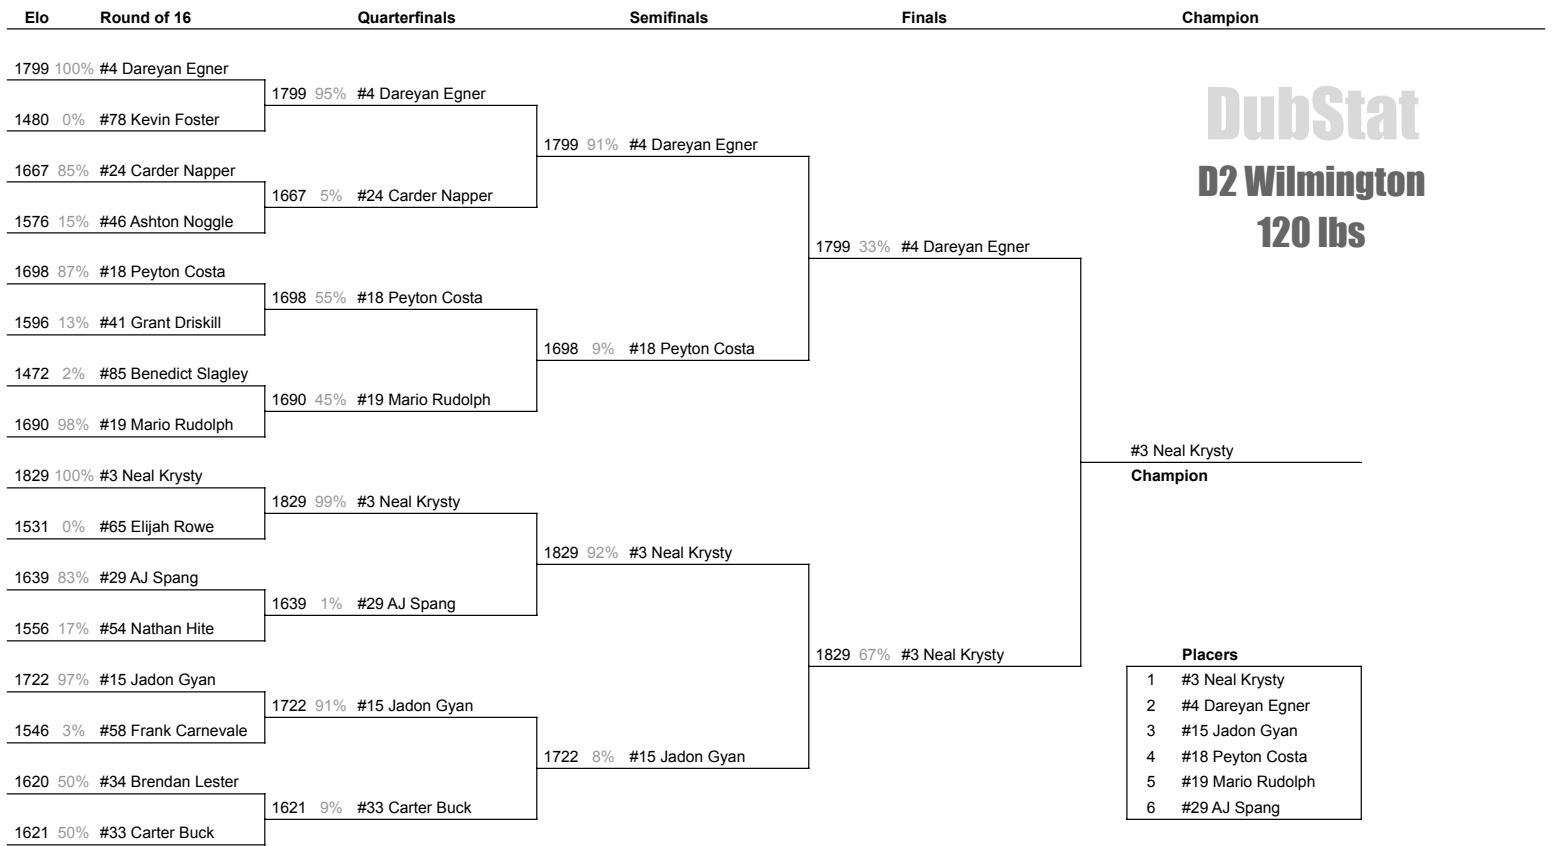 Elo Round of 16 Quarterfinals Semifinals Finals Champion
1799 100% #4 Dareyan Egner
1799 95% #4 Dareyan Egner
1480 0% #78 Kevin Foster
1799 91% #4 Dareyan Egner
1667 85% #24 Carder Napper
1667 5% #24 Carder Napper
1576 15% #46 Ashton Noggle
1799 33% #4 Dareyan Egner
1698 87% #18 Peyton Costa
1698 55% #18 Peyton Costa
1596 13% #41 Grant Driskill
1698 9% #18 Peyton Costa
1472 2% #85 Benedict Slagley
1690 45% #19 Mario Rudolph
1690 98% #19 Mario Rudolph
#3 Neal Krysty
Champion
1829 100% #3 Neal Krysty
1829 99% #3 Neal Krysty
1531 0% #65 Elijah Rowe
1829 92% #3 Neal Krysty
1639 83% #29 AJ Spang
1639 1% #29 AJ Spang
1556 17% #54 Nathan Hite
1829 67% #3 Neal Krysty
1722 97% #15 Jadon Gyan
1722 91% #15 Jadon Gyan
1546 3% #58 Frank Carnevale
1722 8% #15 Jadon Gyan
1620 50% #34 Brendan Lester
1621 9% #33 Carter Buck
1621 50% #33 Carter Buck
DubStat
D2 Wilmington
120 lbs
Placers
1 #3 Neal Krysty
2 #4 Dareyan Egner
3 #15 Jadon Gyan
4 #18 Peyton Costa
5 #19 Mario Rudolph
6 #29 AJ Spang